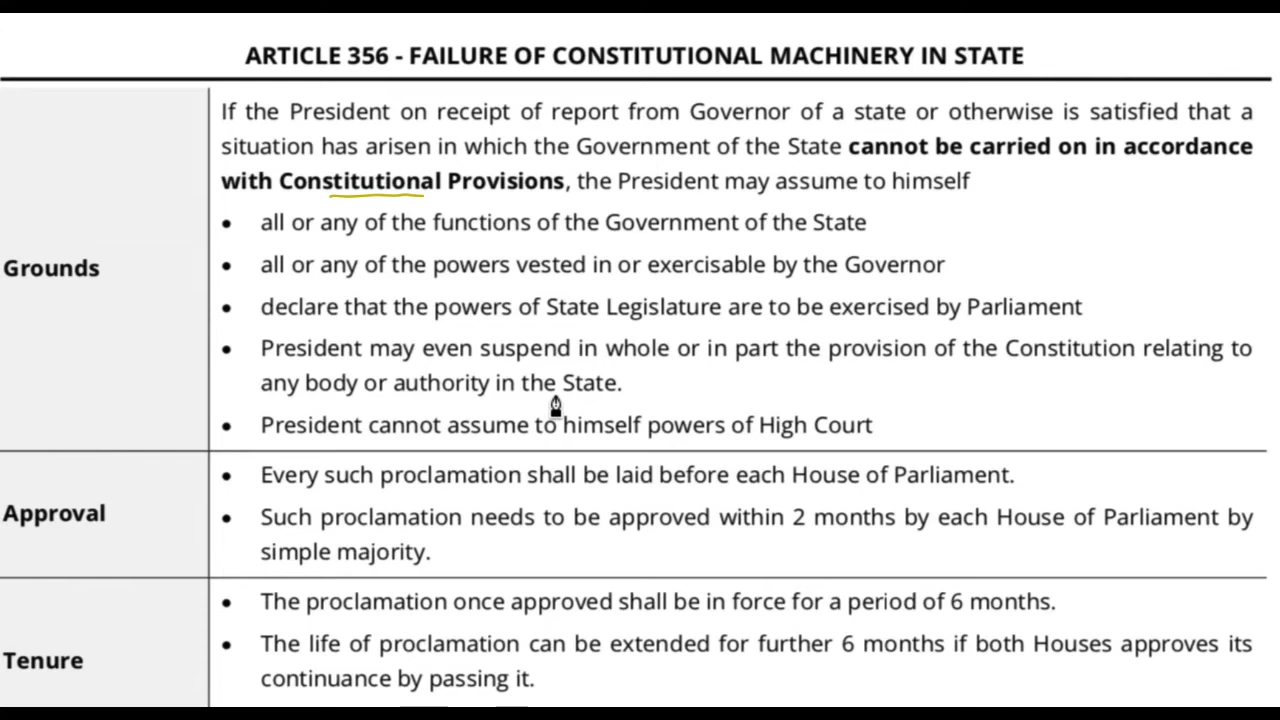 ARTICLE 356 - FAILURE OF CONSTITUTIONAL MACHINERY IN STATE
Grounds
If the President on receipt of report from Governor of a state or otherwise is satisfied that a
situation has arisen in which the Government of the State cannot be carried on in accordance
with Constitutional Provisions, the President may assume to himself
• all or any of the functions of the Government of the State
• all or any of the powers vested in or exercisable by the Governor
• declare that the powers of State Legislature are to be exercised by Parliament
• President may even suspend in whole or in part the provision of the Constitution relating to
any body or authority in the State.
• President cannot assume to himself powers of High Court
Approval
• Every such proclamation shall be laid before each House of Parliament.
• Such proclamation needs to be approved within 2 months by each House of Parliament by
simple majority.
Tenure
• The proclamation once approved shall be in force for a period of 6 months.
• The life of proclamation can be extended for further 6 months if both Houses approves its
continuance by passing it.